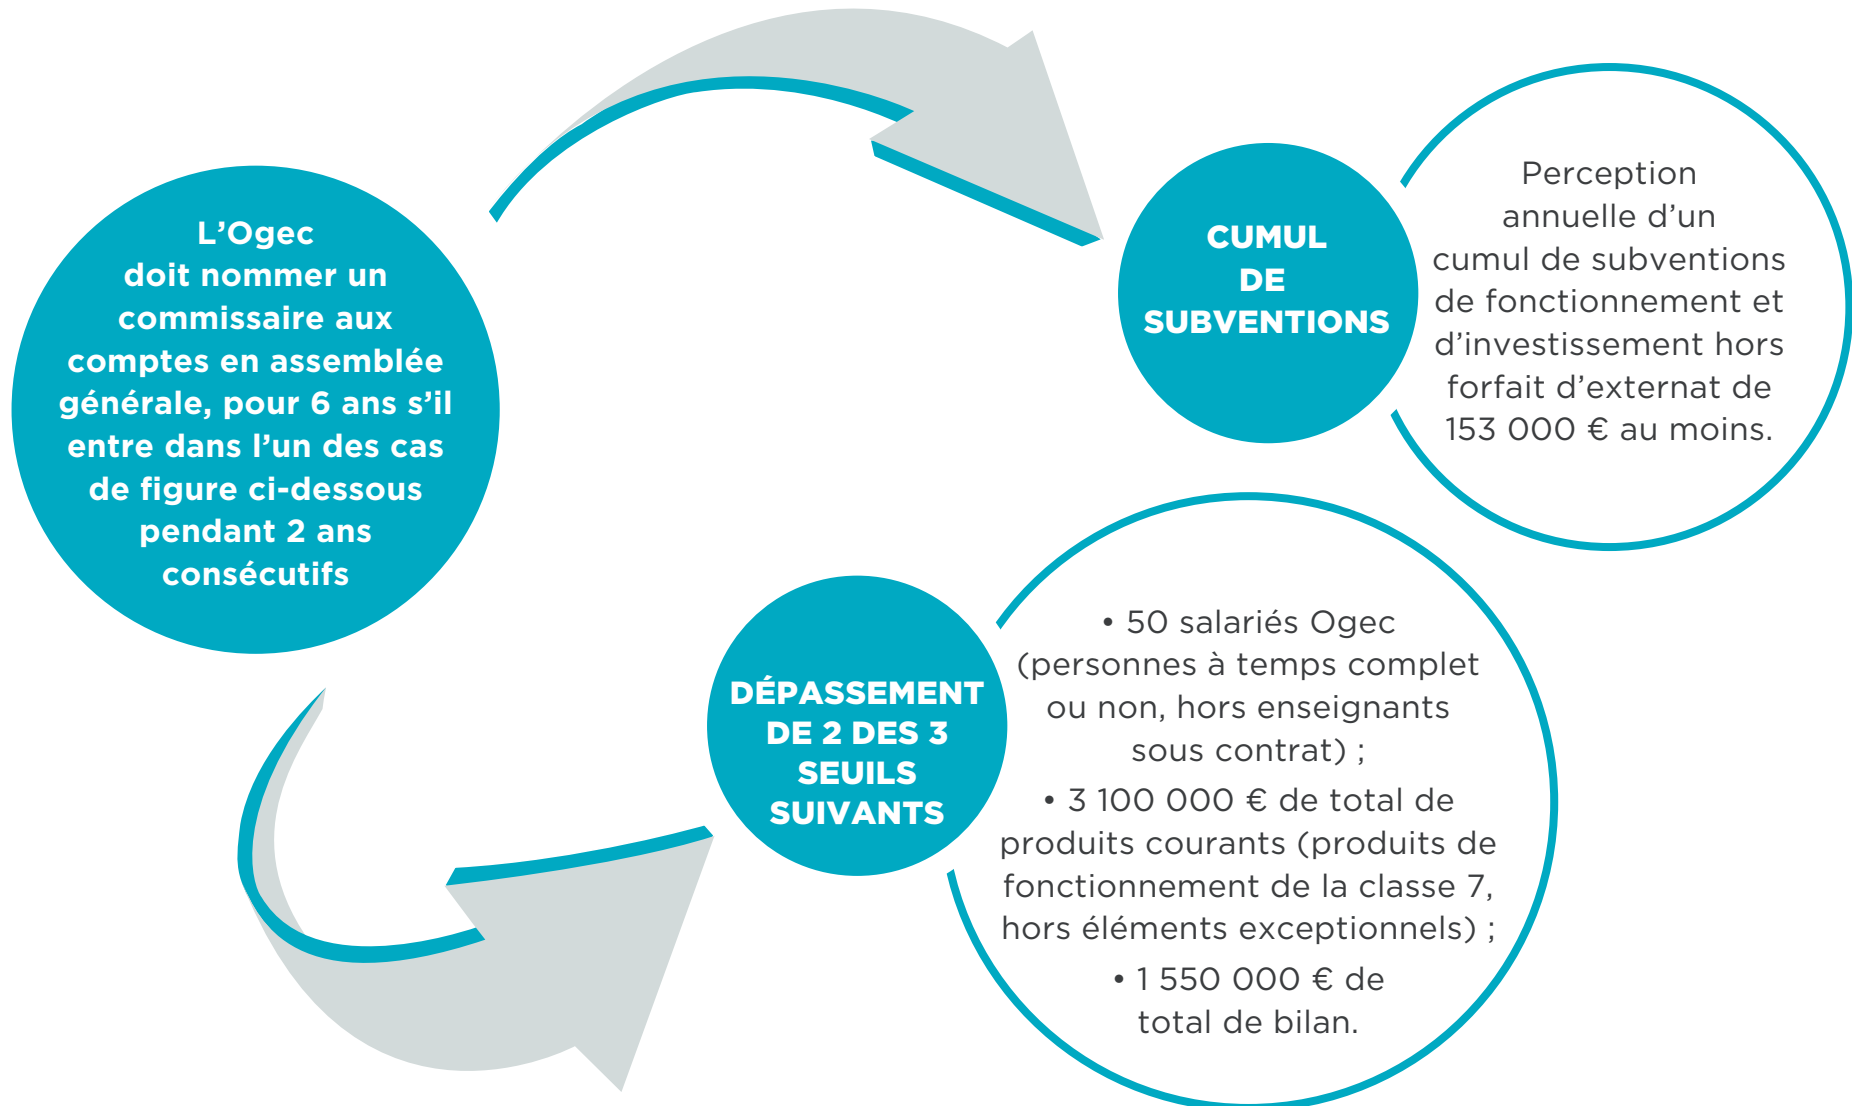 L’Ogec
doit nommer un
commissaire aux
comptes en assemblée
générale, pour 6 ans s’il
entre dans l’un des cas
de figure ci-dessous
pendant 2 ans
consécutifs
CUMUL
DE
SUBVENTIONS
Perception
annuelle d’un
cumul de subventions
de fonctionnement et
d’investissement hors
forfait d’externat de
153 000 € au moins.
DÉPASSEMENT
DE 2 DES 3
SEUILS
SUIVANTS
• 50 salariés Ogec
(personnes à temps complet
ou non, hors enseignants
sous contrat) ;
• 3 100 000 € de total de
produits courants (produits de
fonctionnement de la classe 7,
hors éléments exceptionnels) ;
• 1 550 000 € de
total de bilan.